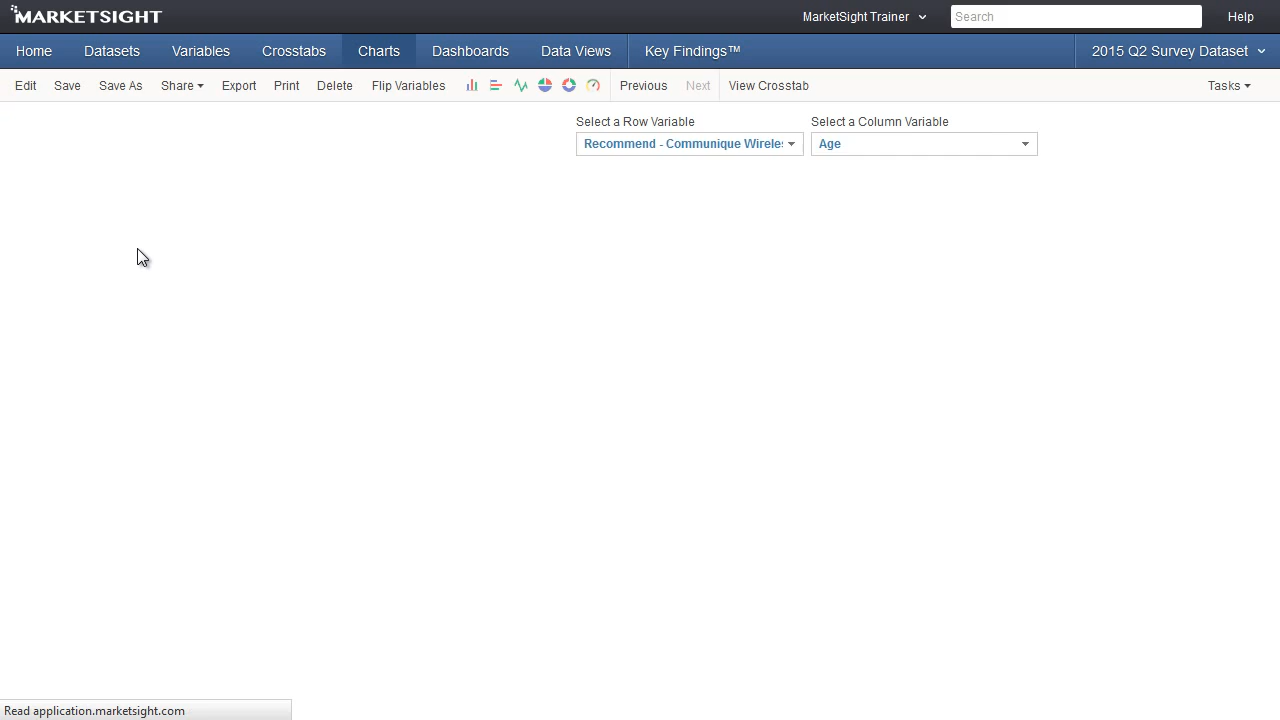 MARKETSIGHT
MarketSight Trainer
Search
Help
Home
Datasets
Variables
Crosstabs
Charts
Dashboards
Data Views
Key Findings™
2015 Q2 Survey Dataset
Edit
Save
Save As
Share
Export
Print
Delete
Flip Variables
Previous
Next
View Crosstab
Tasks
Select a Row Variable
Select a Column Variable
Recommend - Communique Wireles
Age
Read application.marketsight.com